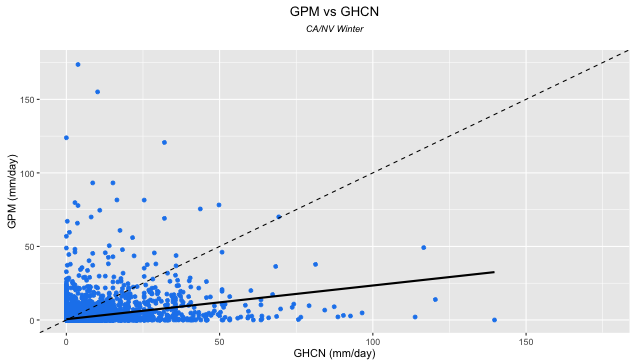 GPM vs GHCN
CA/NV Winter
GPM (mm/day)
150
100
50
0
0
50
100
150
GHCN (mm/day)